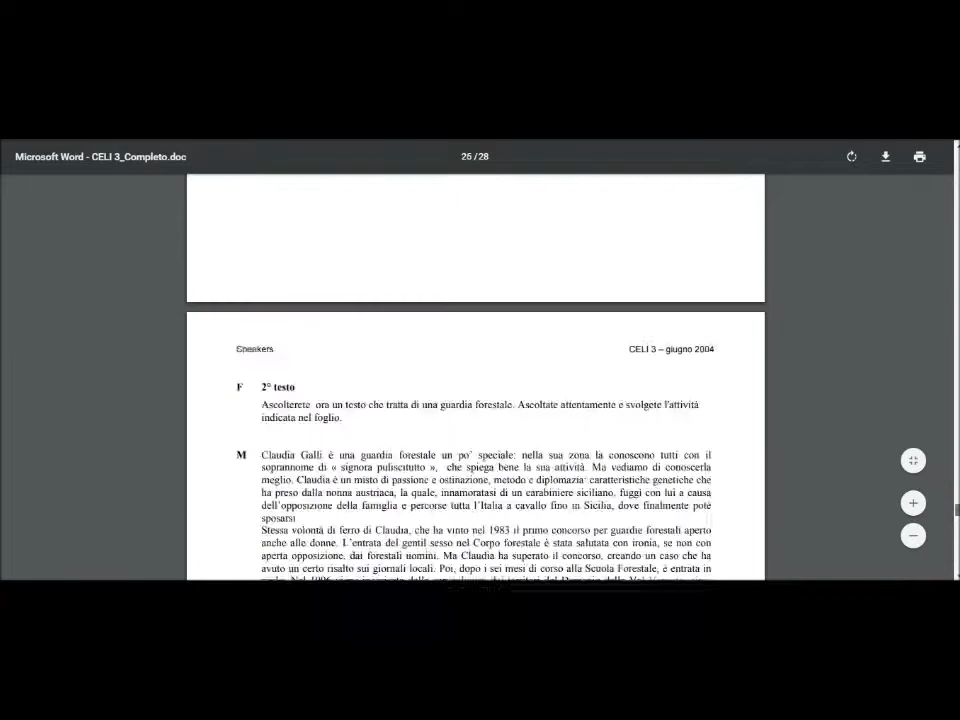 Microsoft Word - CELI 3_Completo.doc
26 / 28
Speakers
CELI 3 – giugno 2004
F 2° testo
Ascolterete ora un testo che tratta di una guardia forestale. Ascoltate attentamente e svolgete l'attività
indicata nel foglio.
M Claudia Galli è una guardia forestale un po' speciale: nella sua zona la conoscono tutti con il
soprannome di « signora puliscitutto », che spiega bene la sua attività. Ma vediamo di conoscerla
meglio. Claudia è un misto di passione e ostinazione, metodo e diplomazia: caratteristiche genetiche che
ha preso dalla nonna austriaca, la quale, innamoratasi di un carabiniere siciliano, fuggì con lui a causa
dell'opposizione della famiglia e percorse tutta l'Italia a cavallo fino in Sicilia, dove finalmente poté
sposarsi
Stessa volontà di ferro di Claudia, che ha vinto nel 1983 il primo concorso per guardie forestali aperto
anche alle donne. L'entrata del gentil sesso nel Corpo forestale è stata salutata con ironia, se non con
aperta opposizione, dai forestali uomini. Ma Claudia ha superato il concorso, creando un caso che ha
avuto un certo risalto sui giornali locali. Poi, dopo i sei mesi di corso alla Scuola Forestale, è entrata in